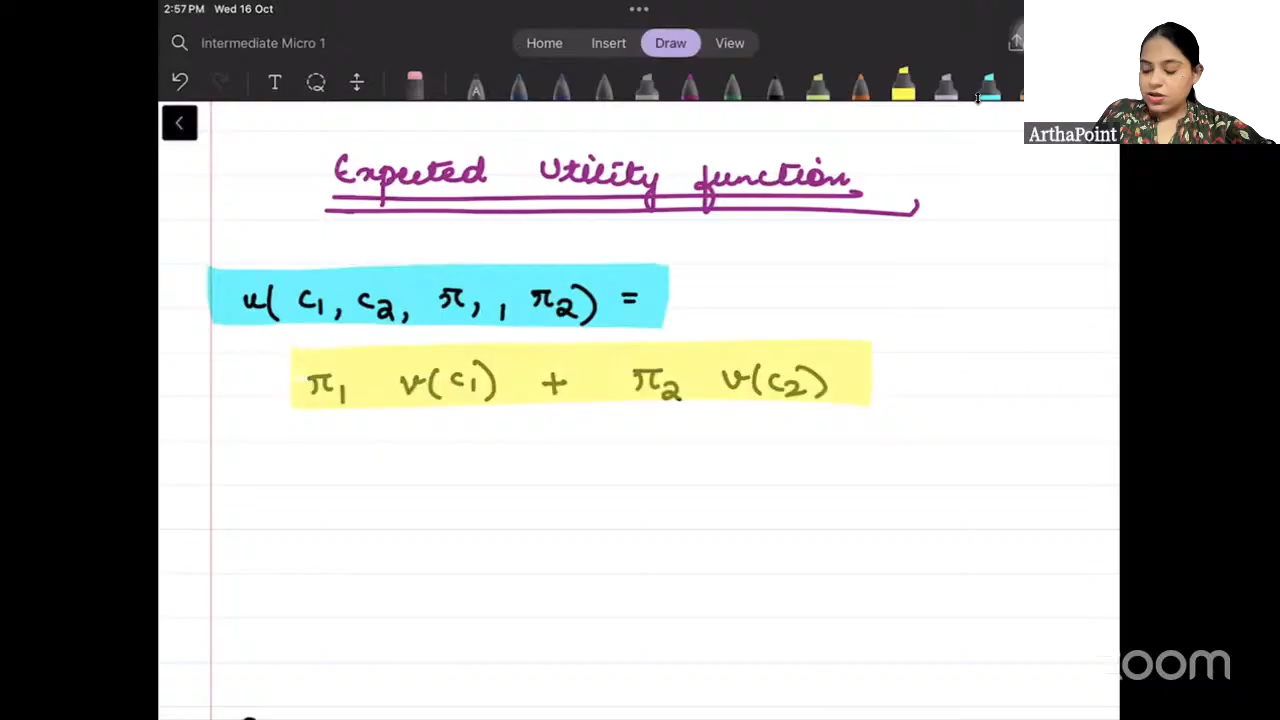 2:57 PM Wed 16 Oct
Intermediate Micro 1
Home Insert Draw View
T
A
ArthaPoint
Expected Utility function
u( c1, c2, π, , π2) =
π1 v(c1) + π2 v(c2)
zoom